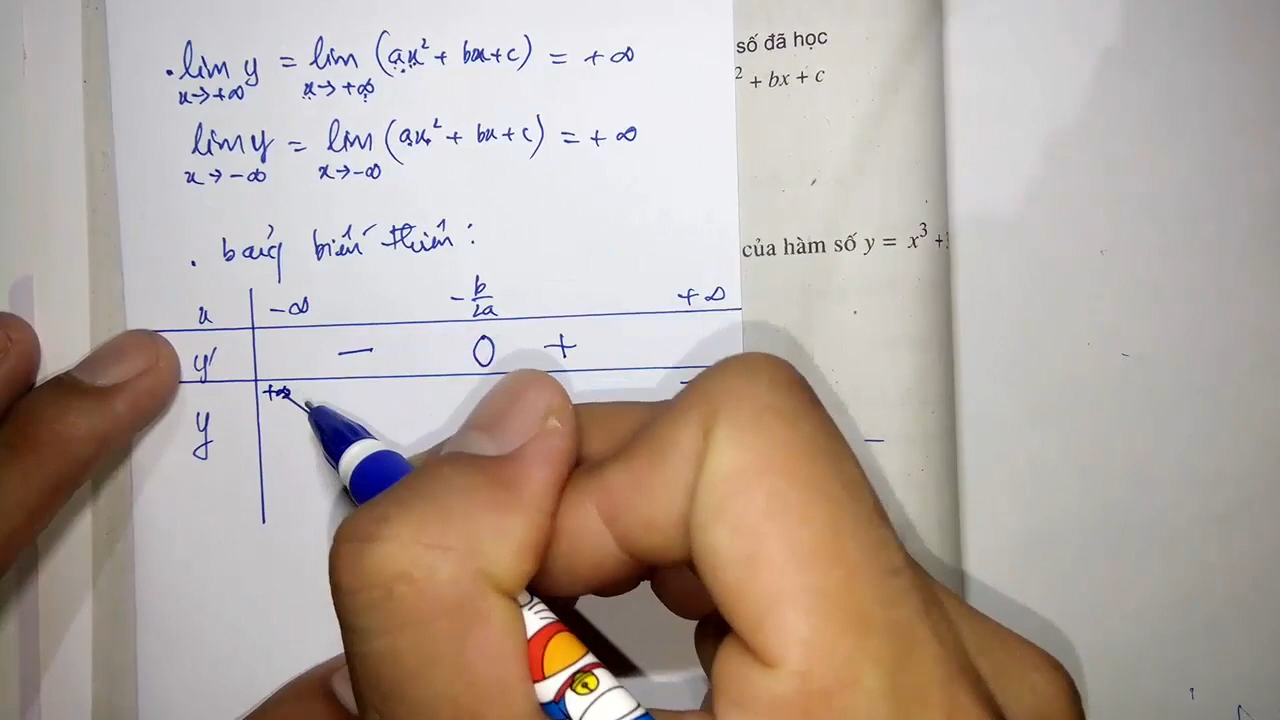 . lim y = lim (ax² + bx + c) = +∞
x→+∞ x→+∞
lim y = lim (ax² + bx + c) = +∞
x→-∞ x→-∞
. bảng biến thiên :
x -∞ -b/2a +∞
y' - 0 +
y +∞
số đã học
² + bx + c
của hàm số y = x³ +